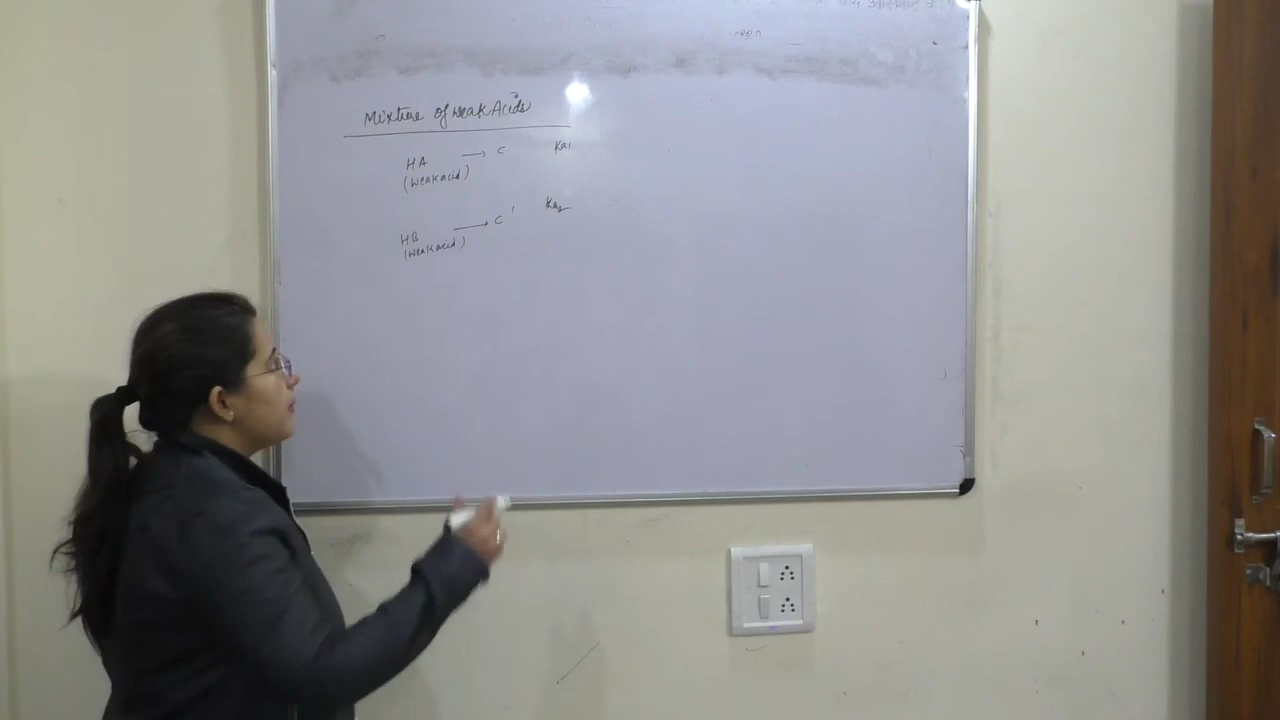 Mixture of Weak Acids
HA → C Ka1
(Weak acid)
HB → C' Ka2
(Weak acid)